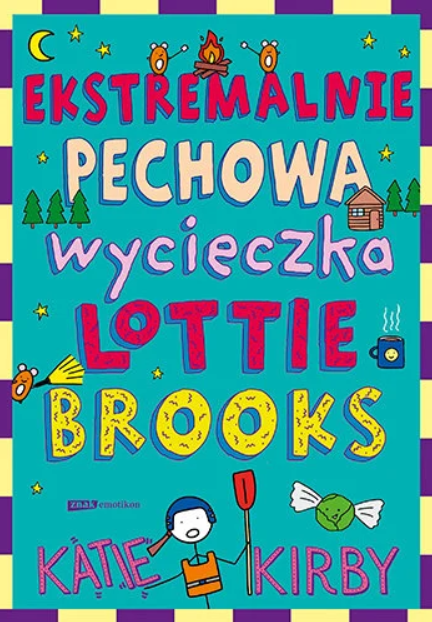 EKSTREMALNIE
PECHOWA
wycieczka
LOTTIE
BROOKS
znak emotikon
KATIE KIRBY